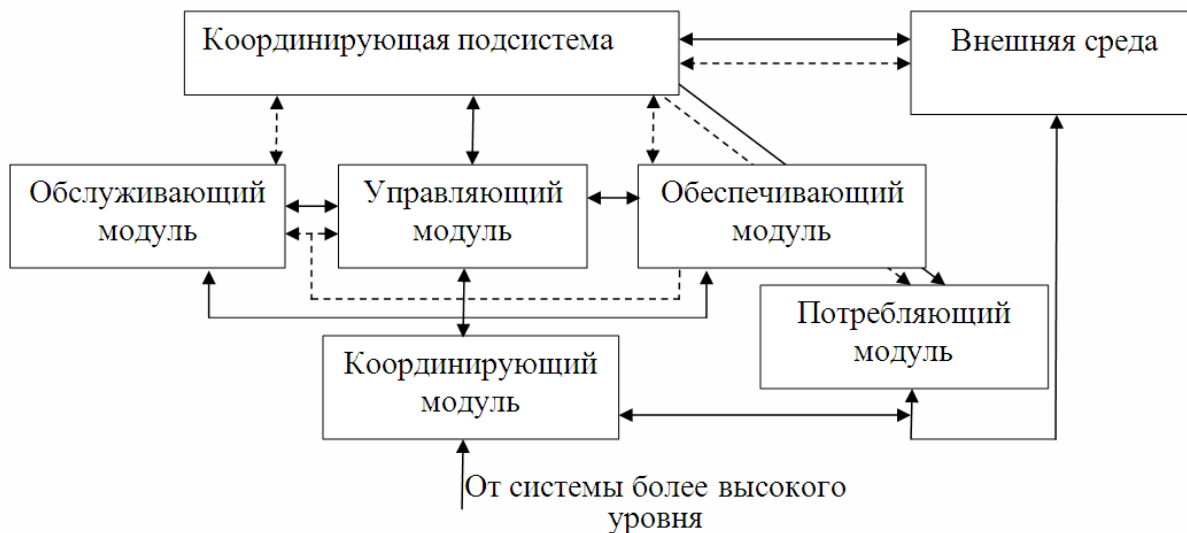 Координирующая подсистема
Внешняя среда
Обслуживающий
модуль
Управляющий
модуль
Обеспечивающий
модуль
Потребляющий
модуль
Координирующий
модуль
От системы более высокого
уровня